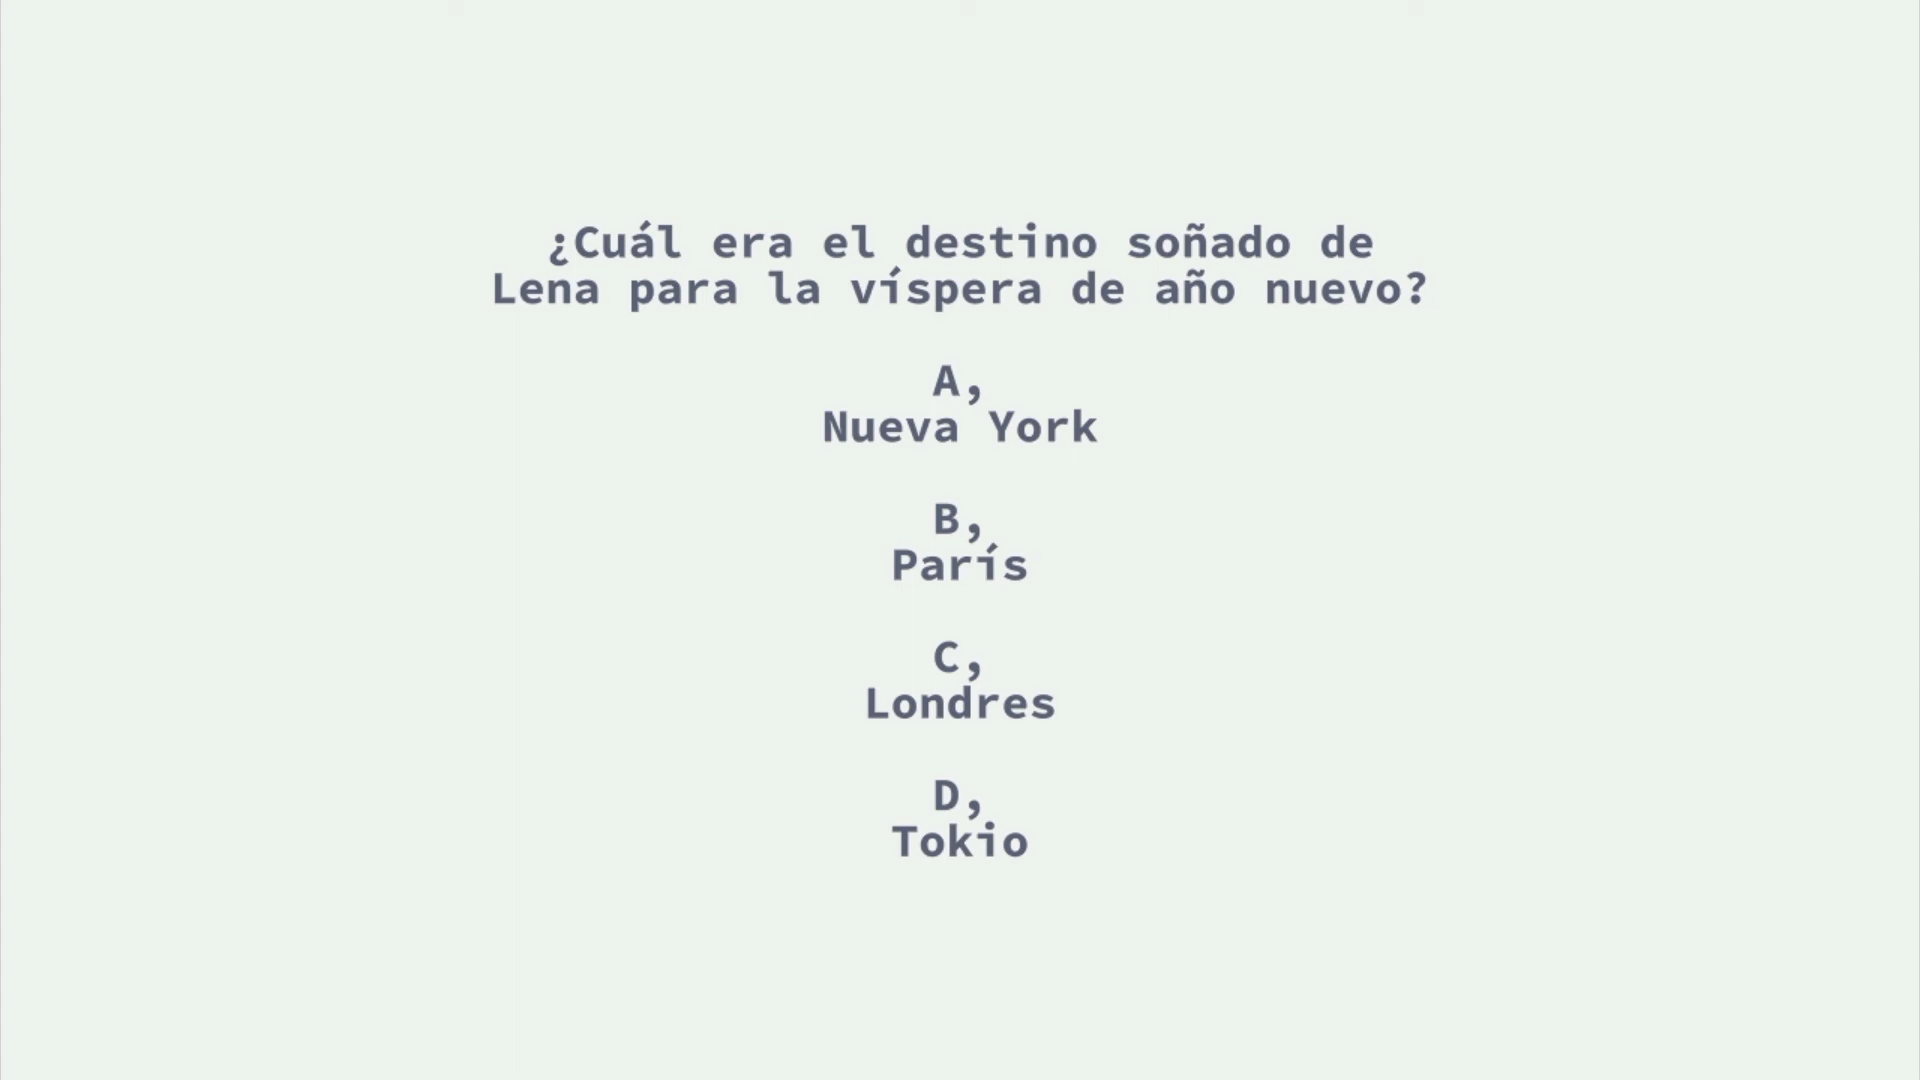 ¿Cuál era el destino soñado de
Lena para la víspera de año nuevo?
A,
Nueva York
B,
París
C,
Londres
D,
Tokio